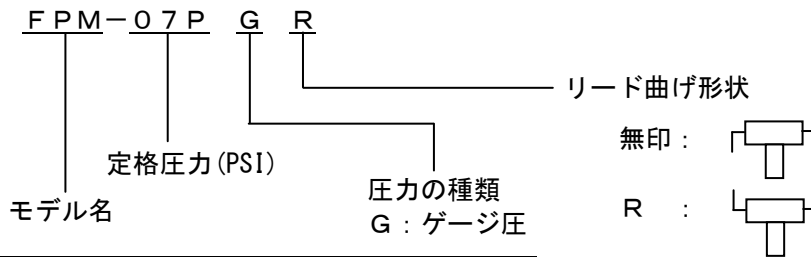 ＦＰＭ－０７Ｐ Ｇ Ｒ
リード曲げ形状
無印：
定格圧力(PSI)
圧力の種類
モデル名
Ｇ：ゲージ圧
Ｒ ：